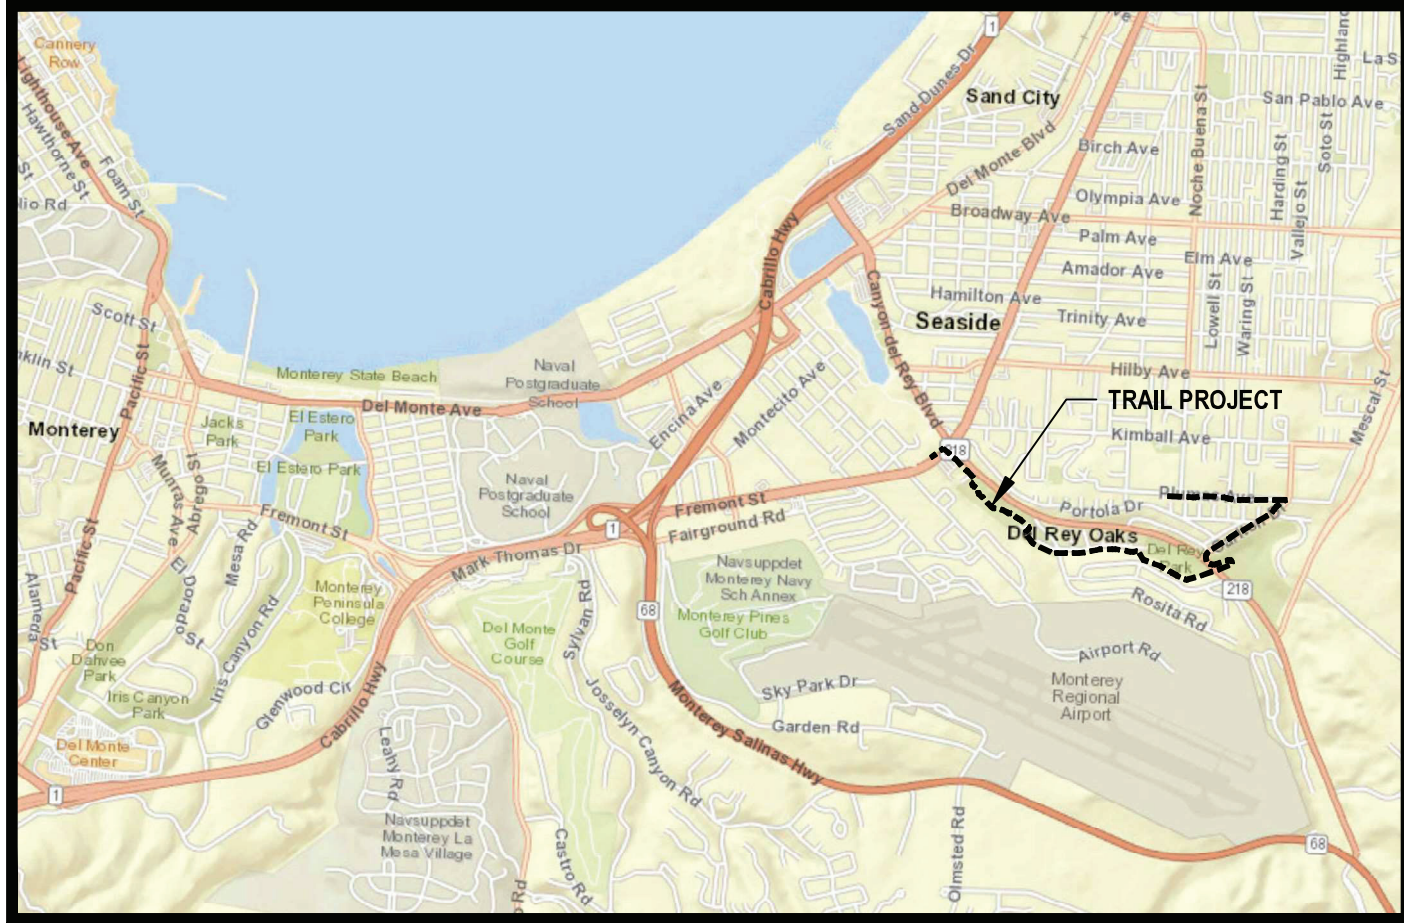 Cannery
Row
Lighthouse Ave
Hawthorne St
Foam St
St
lio Rd
Scott St
nklin St
Pacific St
Monterey
Jacks
Park
Munras Ave
Abrego St
El Dorado
St
Pacific St
Alameda
St
Don
Dahvee
Park
Iris Canyon
Park
Iris Canyon Rd
Mesa Rd
Del Monte
Center
1
Glenwood Cir
Cabrillo Hwy
Monterey State Beach
Del Monte Ave
El Estero
Park
El Estero Park
Fremont St
Monterey
Peninsula
College
Leahy Rd
Navsuppdet
Monterey La
Mesa Village
Naval
Postgraduate
School
Naval
Postgraduate
School
Mark Thomas Dr
1
Del Monte
Golf
Course
Sylvan Rd
Josselyn Canyon Rd
Castro Rd
Rd
Encina Ave
Montecito Ave
Fremont St
Fairground Rd
68
Navsuppdet
Monterey Navy
Sch Annex
Monterey Pines
Golf Club
Sky Park Dr
Garden Rd
Monterey Salinas Hwy
Olmsted Rd
Airport Rd
Monterey
Regional
Airport
68
Cabrillo Hwy
Sand Dunes Dr
1
Sand City
Del Monte Blvd
Ave
Birch Ave
Olympia Ave
Broadway Ave
Palm Ave
Elm Ave
Amador Ave
Hamilton Ave
Trinity Ave
Seaside
Canyon del Rey Blvd
Noche Buena St
San Pablo Ave
La S
Highland
Harding St
Soto St
Vallejo St
Lowell St
Waring St
Hilby Ave
TRAIL PROJECT
Kimball Ave
Mescal St
218
Portola Dr
Del Rey Oaks
Del Rey
Park
218
Rosita Rd